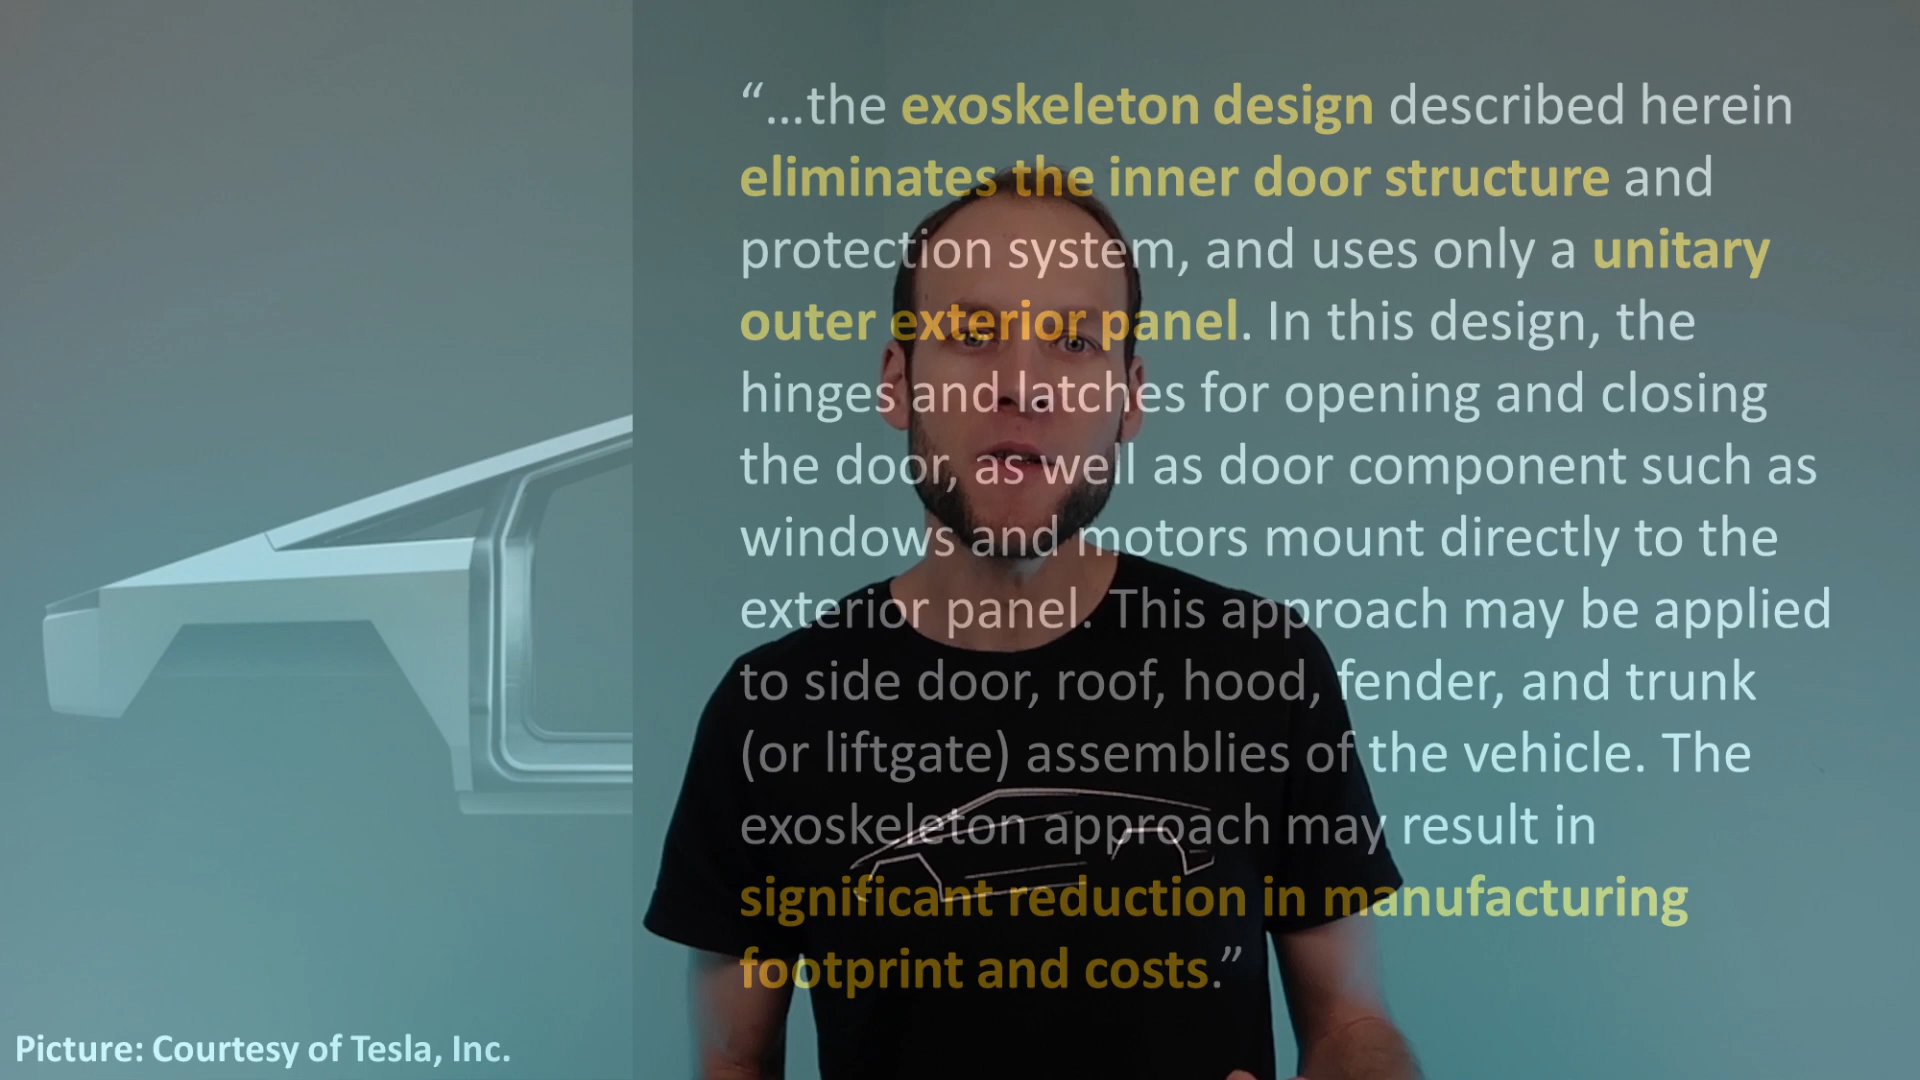 “...the exoskeleton design described herein
eliminates the inner door structure and
protection system, and uses only a unitary
outer exterior panel. In this design, the
hinges and latches for opening and closing
the door, as well as door component such as
windows and motors mount directly to the
exterior panel. This approach may be applied
to side door, roof, hood, fender, and trunk
(or liftgate) assemblies of the vehicle. The
exoskeleton approach may result in
significant reduction in manufacturing
footprint and costs.”
Picture: Courtesy of Tesla, Inc.